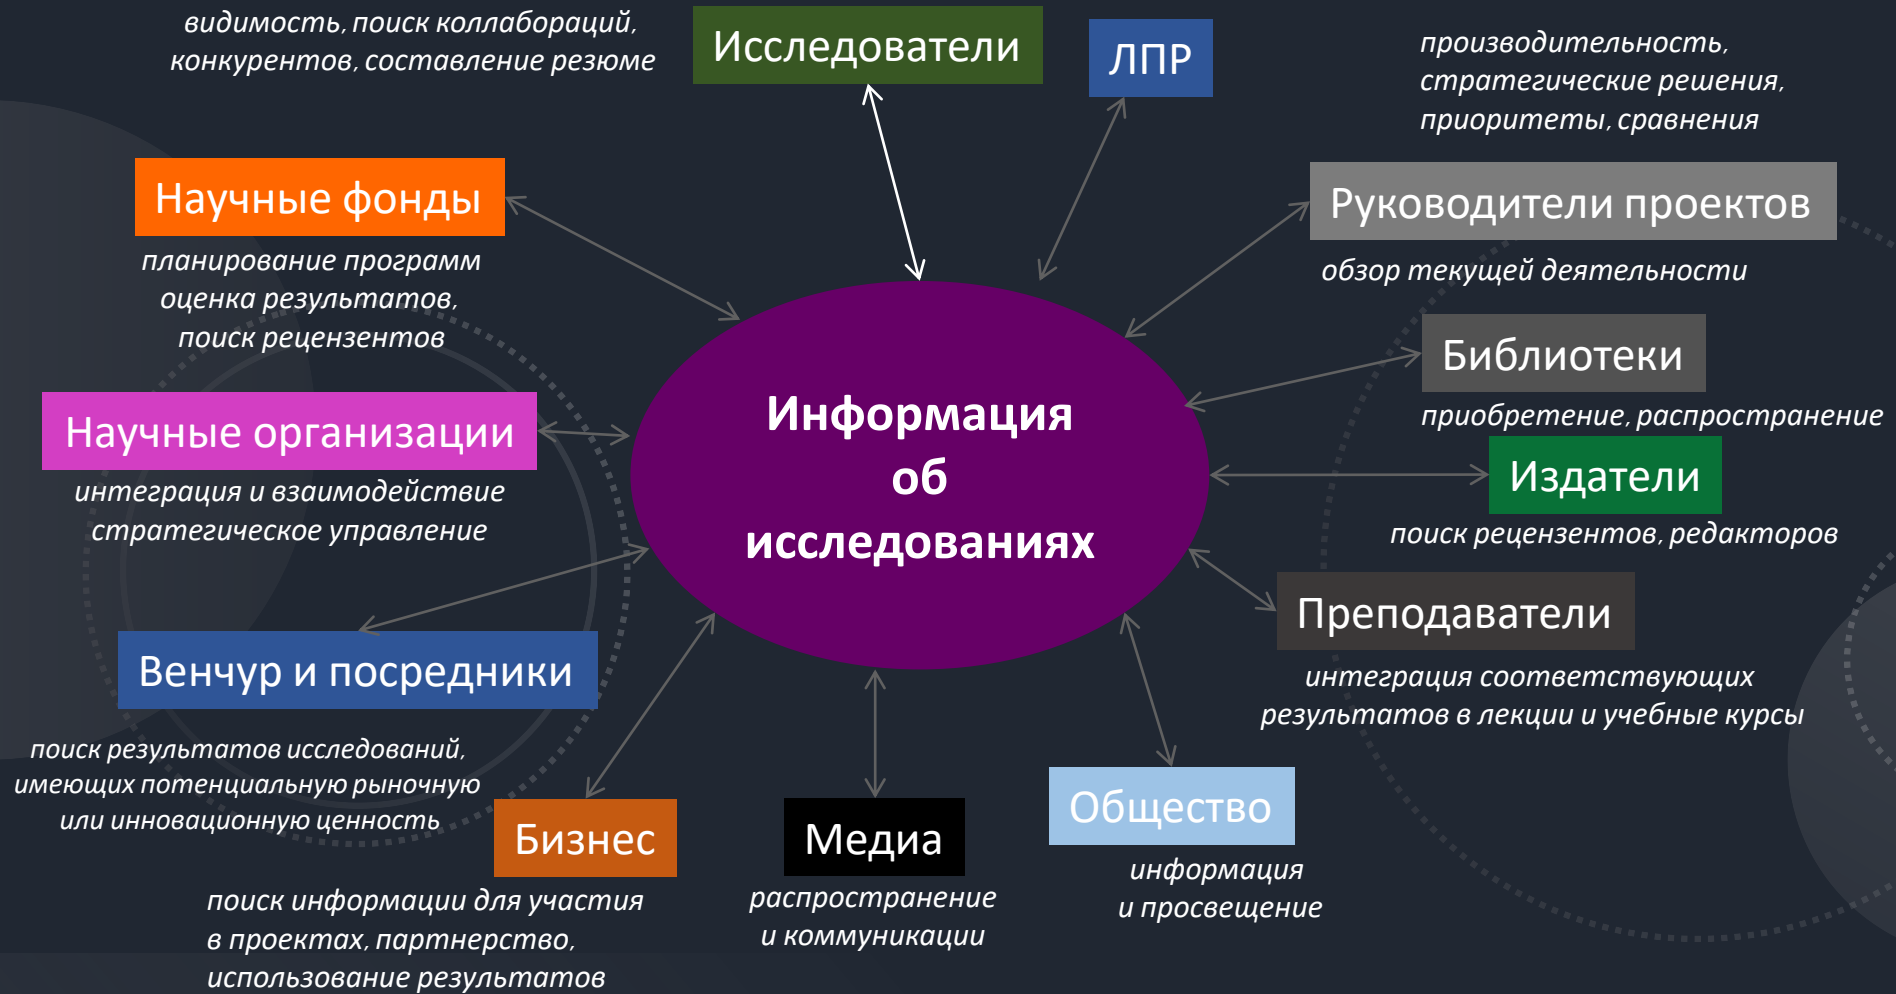 видимость, поиск коллабораций,
конкурентов, составление резюме
Исследователи
ЛПР
производительность,
стратегические решения,
приоритеты, сравнения
Научные фонды
планирование программ
оценка результатов,
поиск рецензентов
Руководители проектов
обзор текущей деятельности
Библиотеки
приобретение, распространение
Научные организации
интеграция и взаимодействие
стратегическое управление
Информация
об
исследованиях
Издатели
поиск рецензентов, редакторов
Преподаватели
интеграция соответствующих
результатов в лекции и учебные курсы
Венчур и посредники
поиск результатов исследований,
имеющих потенциальную рыночную
или инновационную ценность
Бизнес
поиск информации для участия
в проектах, партнерство,
использование результатов
Медиа
распространение
и коммуникации
Общество
информация
и просвещение